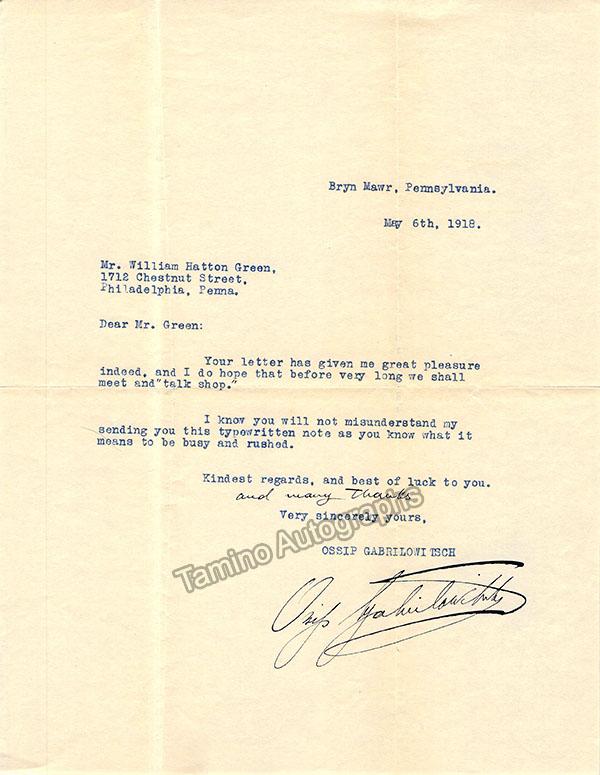 Bryn Mawr, Pennsylvania.
May 6th, 1918.
Mr. William Hatton Green,
1712 Chestnut Street,
Philadelphia, Penna.
Dear Mr. Green:
Your letter has given me great pleasure
indeed, and I do hope that before very long we shall
meet and "talk shop."
I know you will not misunderstand my
sending you this typewritten note as you know what it
means to be busy and rushed.
Kindest regards, and best of luck to you.
and many thanks
Very sincerely yours,
Tamino Autographs
OSSIP GABRILOWITSCH
Ossip Gabrilowitsch